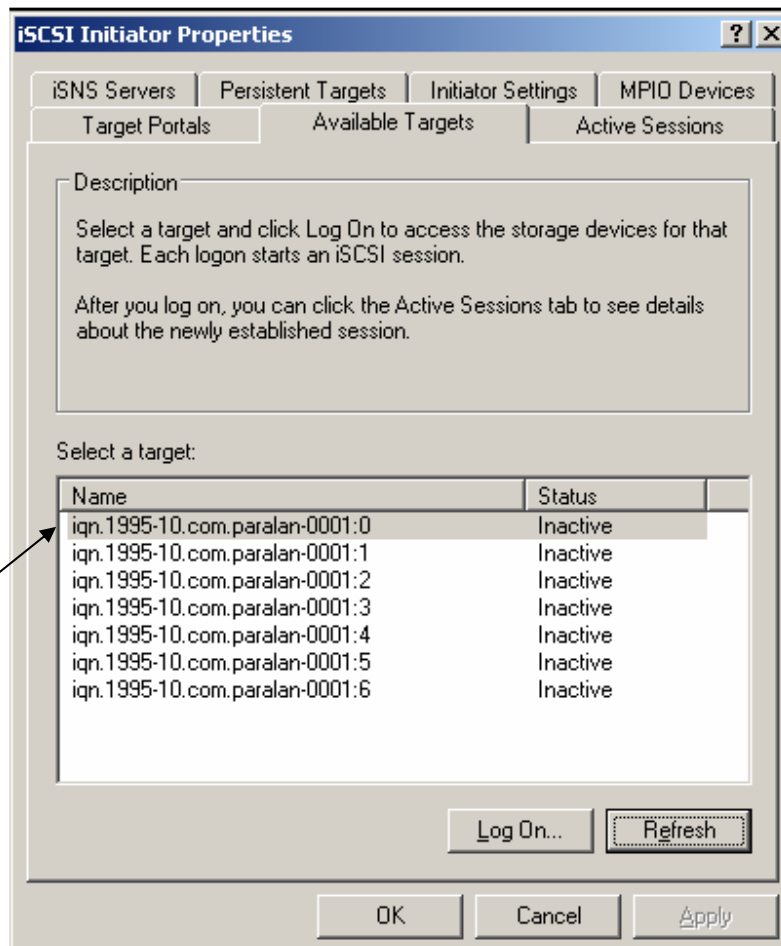 iSCSI Initiator Properties
iSNS Servers Persistent Targets Initiator Settings MPIO Devices
Target Portals Available Targets Active Sessions
Description
Select a target and click Log On to access the storage devices for that
target. Each logon starts an iSCSI session.
After you log on, you can click the Active Sessions tab to see details
about the newly established session.
Select a target:
Name Status
iqn.1995-10.com.paralan-0001:0 Inactive
iqn.1995-10.com.paralan-0001:1 Inactive
iqn.1995-10.com.paralan-0001:2 Inactive
iqn.1995-10.com.paralan-0001:3 Inactive
iqn.1995-10.com.paralan-0001:4 Inactive
iqn.1995-10.com.paralan-0001:5 Inactive
iqn.1995-10.com.paralan-0001:6 Inactive
Log On... Refresh
OK Cancel Apply